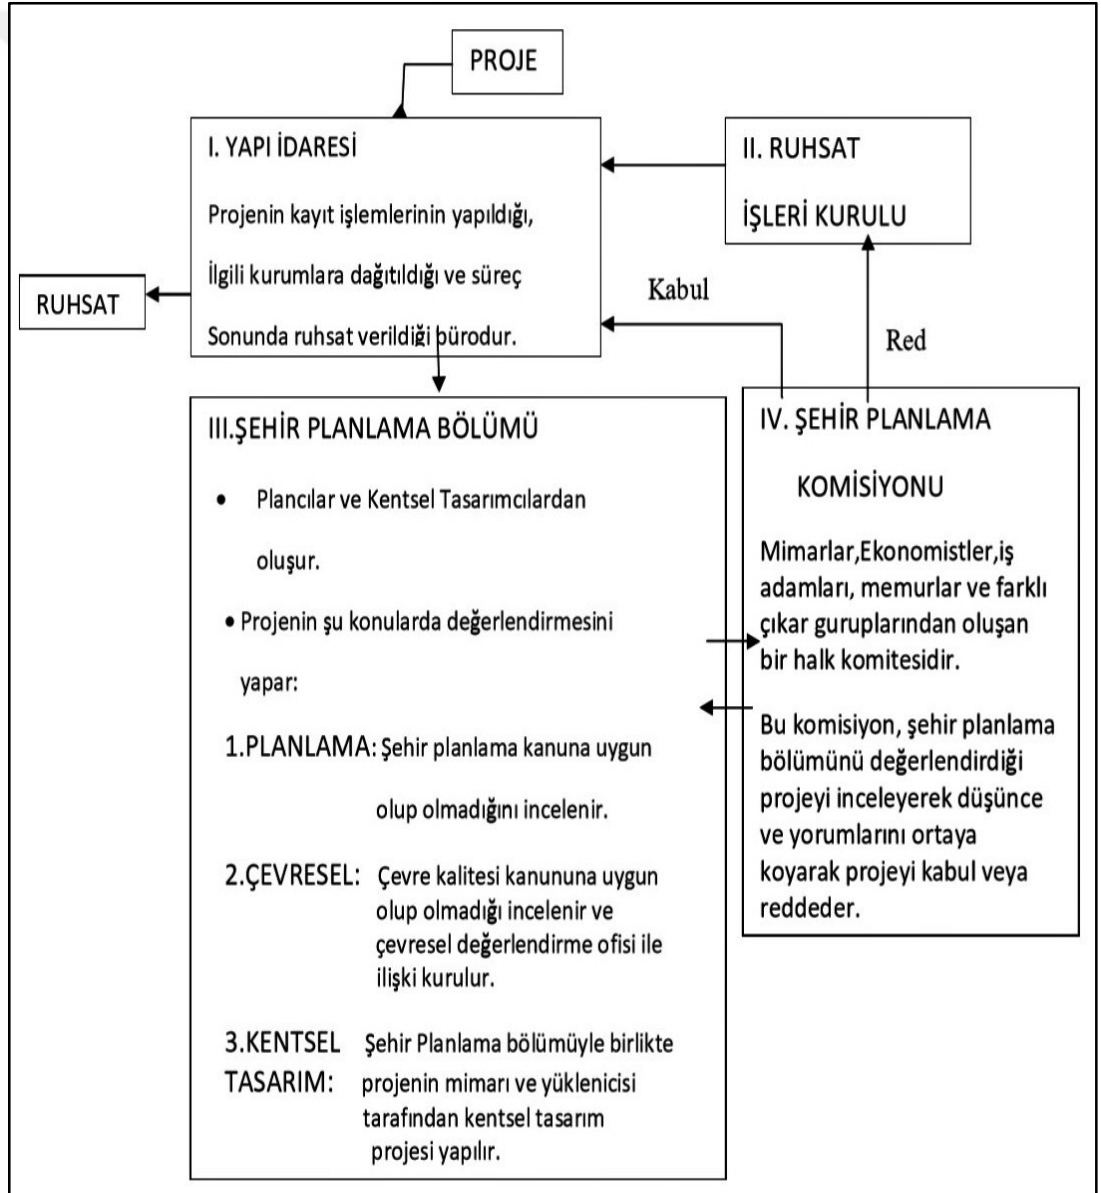 PROJE
I. YAPI İDARESİ
Projenin kayıt işlemlerinin yapıldığı,
İlgili kurumlara dağıtıldığı ve süreç
Sonunda ruhsat verildiği bürodur.
II. RUHSAT
İŞLERİ KURULU
RUHSAT
Kabul
Red
III.ŞEHİR PLANLAMA BÖLÜMÜ
• Plancılar ve Kentsel Tasarımcılardan
oluşur.
• Projenin şu konularda değerlendirmesini
yapar:
1.PLANLAMA: Şehir planlama kanuna uygun
olup olmadığını incelenir.
2.ÇEVRESEL: Çevre kalitesi kanununa uygun
olup olmadığı incelenir ve
çevresel değerlendirme ofisi ile
ilişki kurulur.
3.KENTSEL Şehir Planlama bölümüyle birlikte
TASARIM: projenin mimarı ve yüklenicisi
tarafından kentsel tasarım
projesi yapılır.
IV. ŞEHİR PLANLAMA
KOMİSİYONU
Mimarlar,Ekonomistler,iş
adamları, memurlar ve farklı
çıkar guruplarından oluşan
bir halk komitesidir.
Bu komisiyon, şehir planlama
bölümünü değerlendirdiği
projeyi inceleyerek düşünce
ve yorumlarını ortaya
koyarak projeyi kabul veya
reddeder.